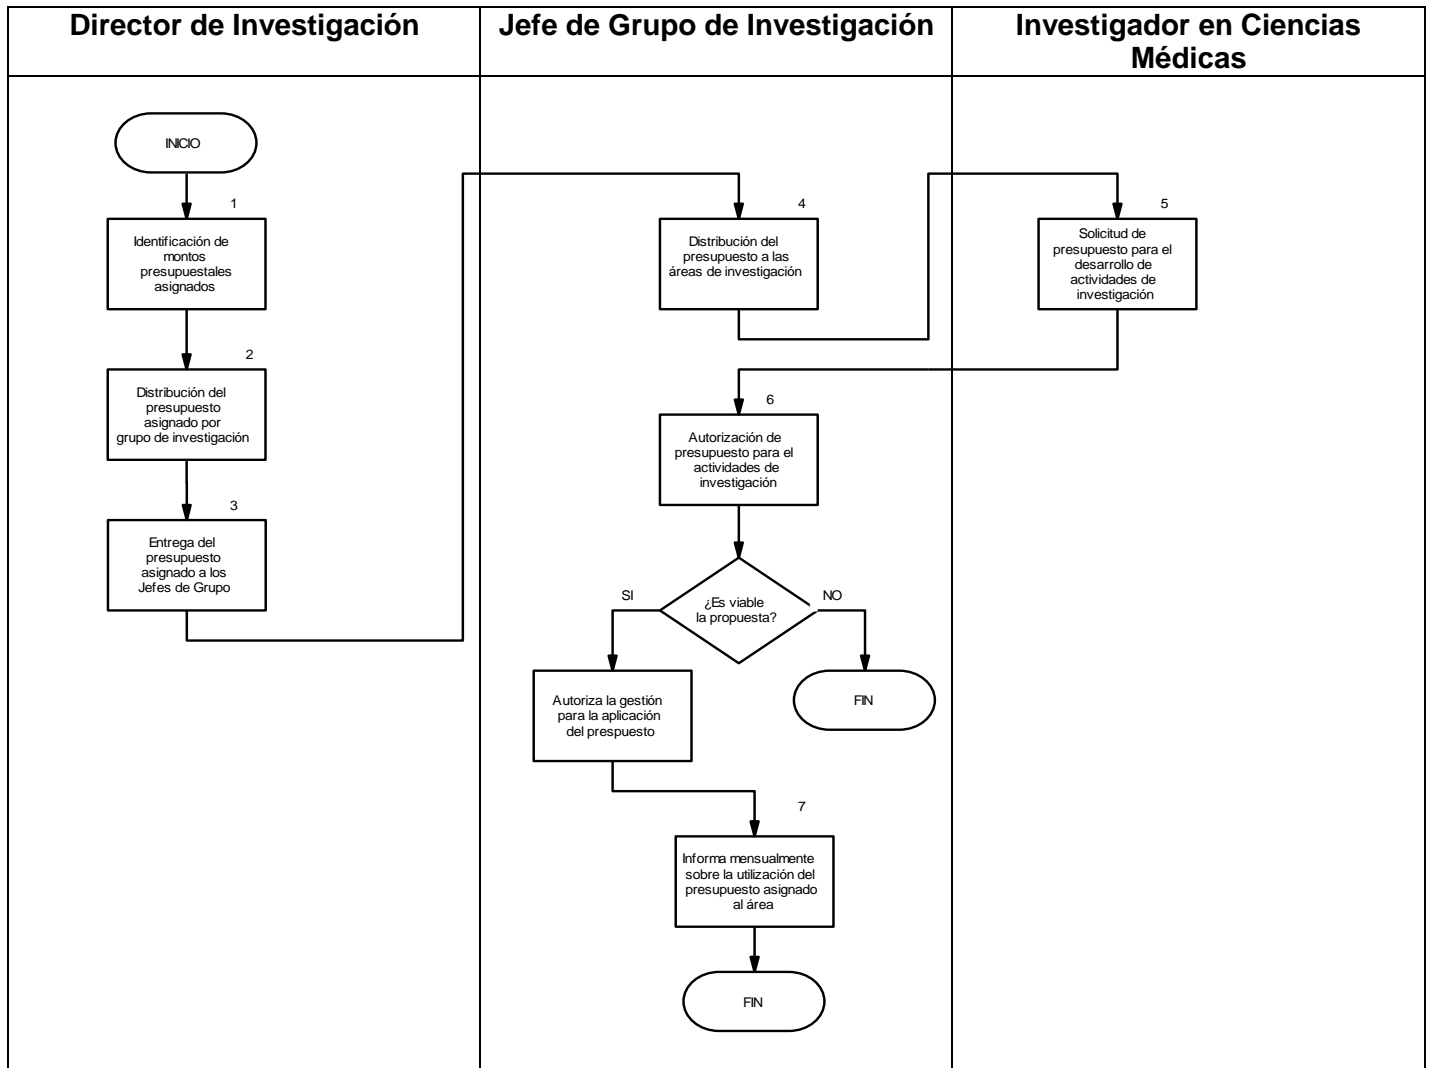 Director de Investigación
Jefe de Grupo de Investigación
Investigador en Ciencias
Médicas
INICIO
1
Identificación de
montos
presupuestales
asignados
2
Distribución del
presupuesto
asignado por
grupo de investigación
3
Entrega del
presupuesto
asignado a los
Jefes de Grupo
4
Distribución del
presupuesto a las
áreas de investigación
5
Solicitud de
presupuesto para el
desarrollo de
actividades de
investigación
6
Autorización de
presupuesto para el
actividades de
investigación
¿Es viable
la propuesta?
SI
NO
Autoriza la gestión
para la aplicación
del prespuesto
FIN
7
Informa mensualmente
sobre la utilización del
presupuesto asignado
al área
FIN